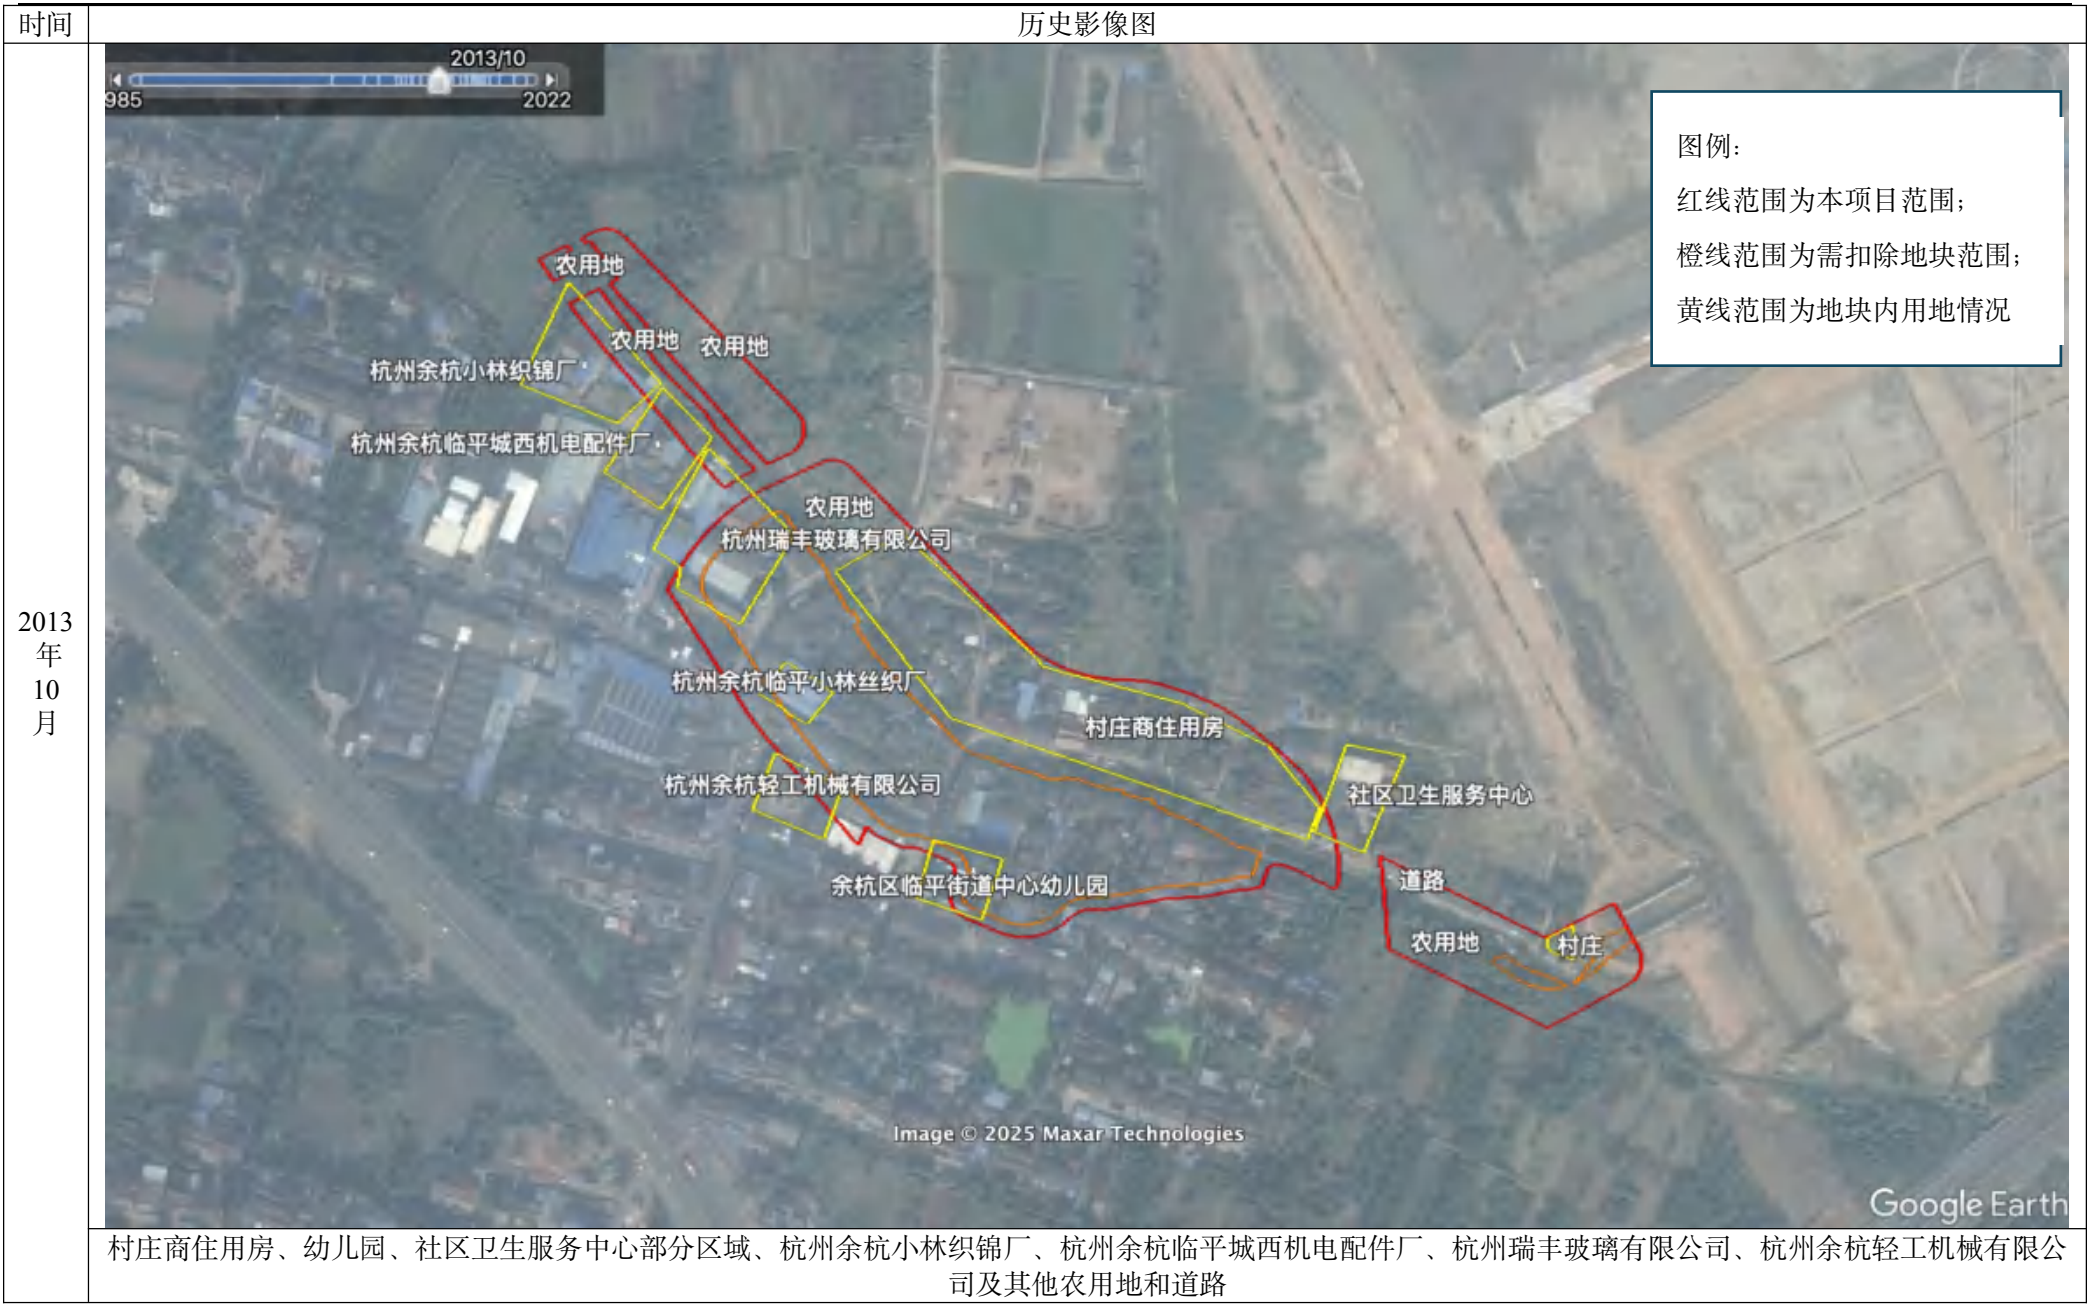 时间
历史影像图
2013/10
985
2022
图例：
红线范围为本项目范围；
橙线范围为需扣除地块范围；
黄线范围为地块内用地情况
农用地
农用地
农用地
杭州余杭小林织锦厂
杭州余杭临平城西机电配件厂
农用地
杭州瑞丰玻璃有限公司
2013
年
10
月
杭州余杭临平小林丝织厂
村庄商住用房
杭州余杭轻工机械有限公司
社区卫生服务中心
余杭区临平街道中心幼儿园
道路
农用地
村庄
Image © 2025 Maxar Technologies
Google Earth
村庄商住用房、幼儿园、社区卫生服务中心部分区域、杭州余杭小林织锦厂、杭州余杭临平城西机电配件厂、杭州瑞丰玻璃有限公司、杭州余杭轻工机械有限公
司及其他农用地和道路